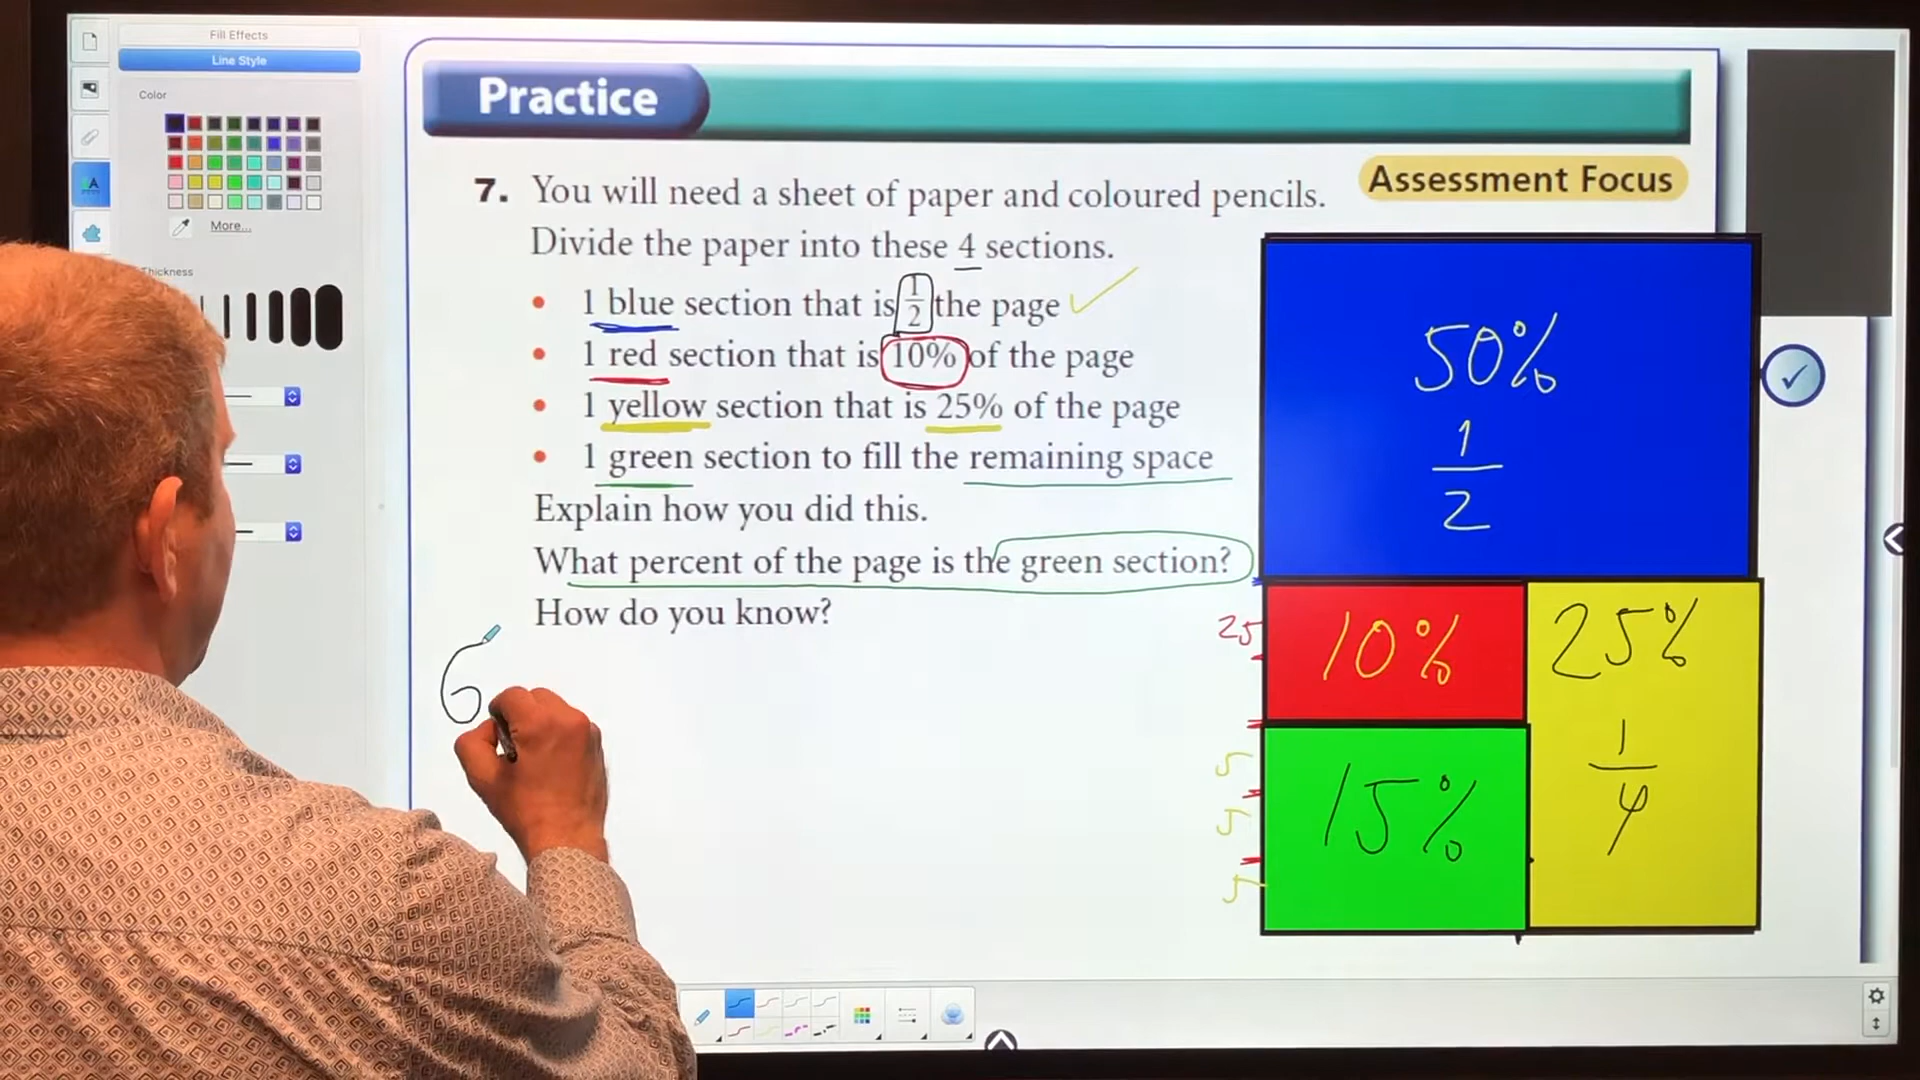 Fill Effects
Line Style
Color
More...
Thickness
Practice
Assessment Focus
7. You will need a sheet of paper and coloured pencils.
Divide the paper into these 4 sections.
• 1 blue section that is 1/2 the page
• 1 red section that is 10% of the page
• 1 yellow section that is 25% of the page
• 1 green section to fill the remaining space
Explain how you did this.
What percent of the page is the green section?
How do you know?
6
50%
1
2
25
10%
25%
1
4
5
5
5
15%